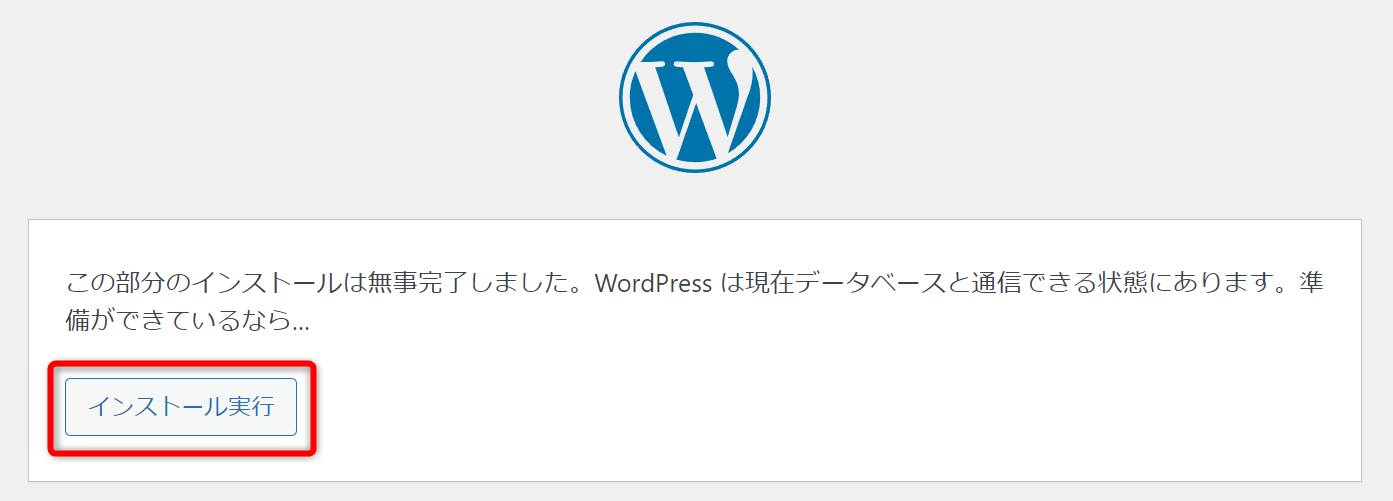 この部分のインストールは無事完了しました。WordPress は現在データベースと通信できる状態にあります。準
備ができているなら…
インストール実行